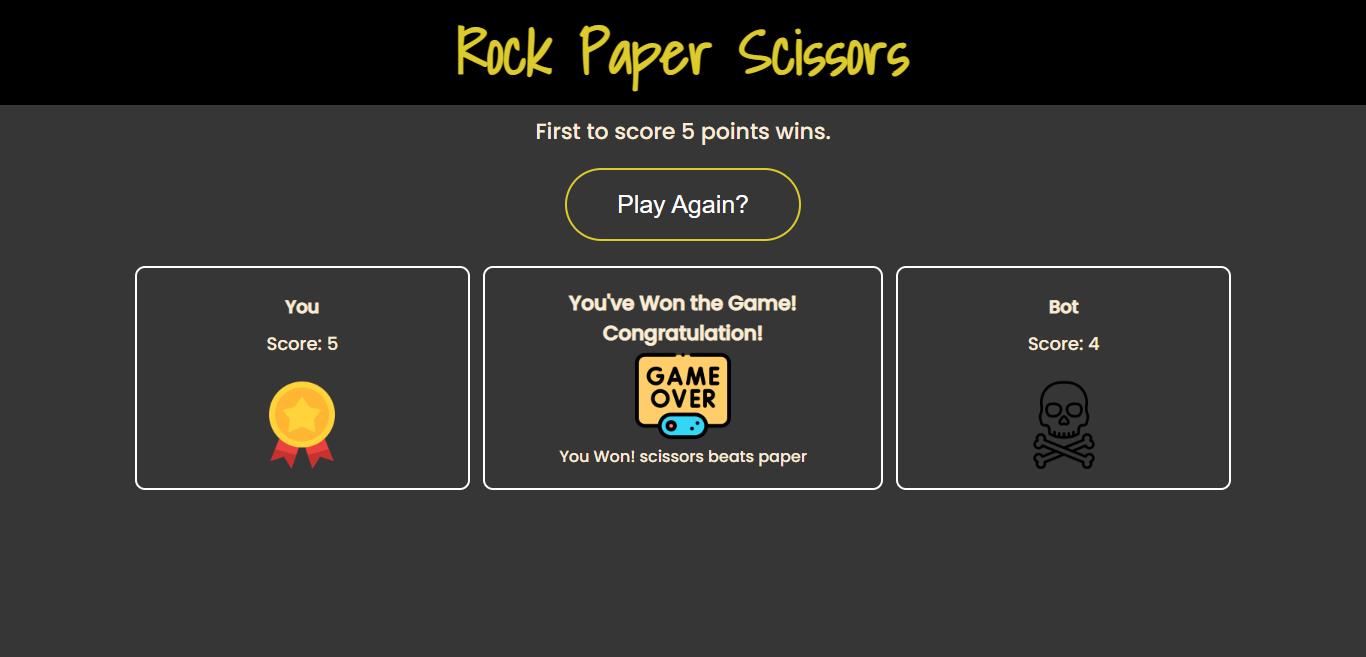 Rock Paper Scissors
First to score 5 points wins.
Play Again?
You
Score: 5
You've Won the Game!
Congratulation!
GAME
OVER
You Won! scissors beats paper
Bot
Score: 4